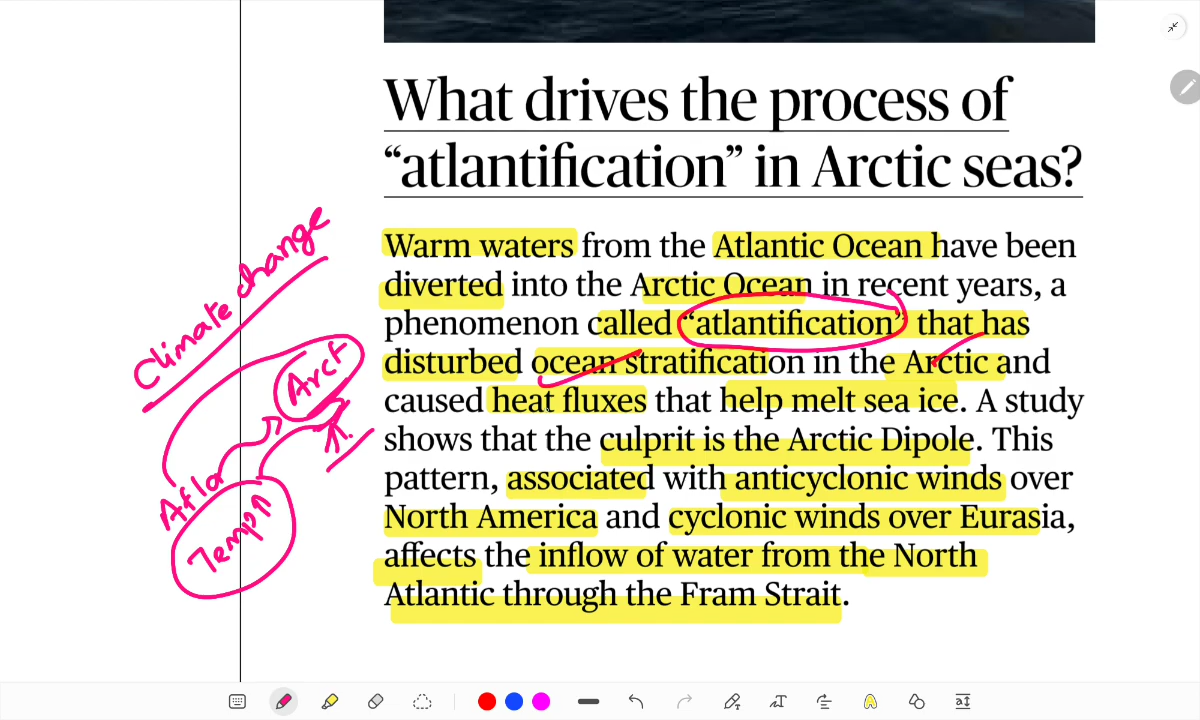 What drives the process of
“atlantification” in Arctic seas?
Warm waters from the Atlantic Ocean have been
diverted into the Arctic Ocean in recent years, a
phenomenon called “atlantification” that has
disturbed ocean stratification in the Arctic and
caused heat fluxes that help melt sea ice. A study
shows that the culprit is the Arctic Dipole. This
pattern, associated with anticyclonic winds over
North America and cyclonic winds over Eurasia,
affects the inflow of water from the North
Atlantic through the Fram Strait.
Climate change
Arct
Atla
Temp↑